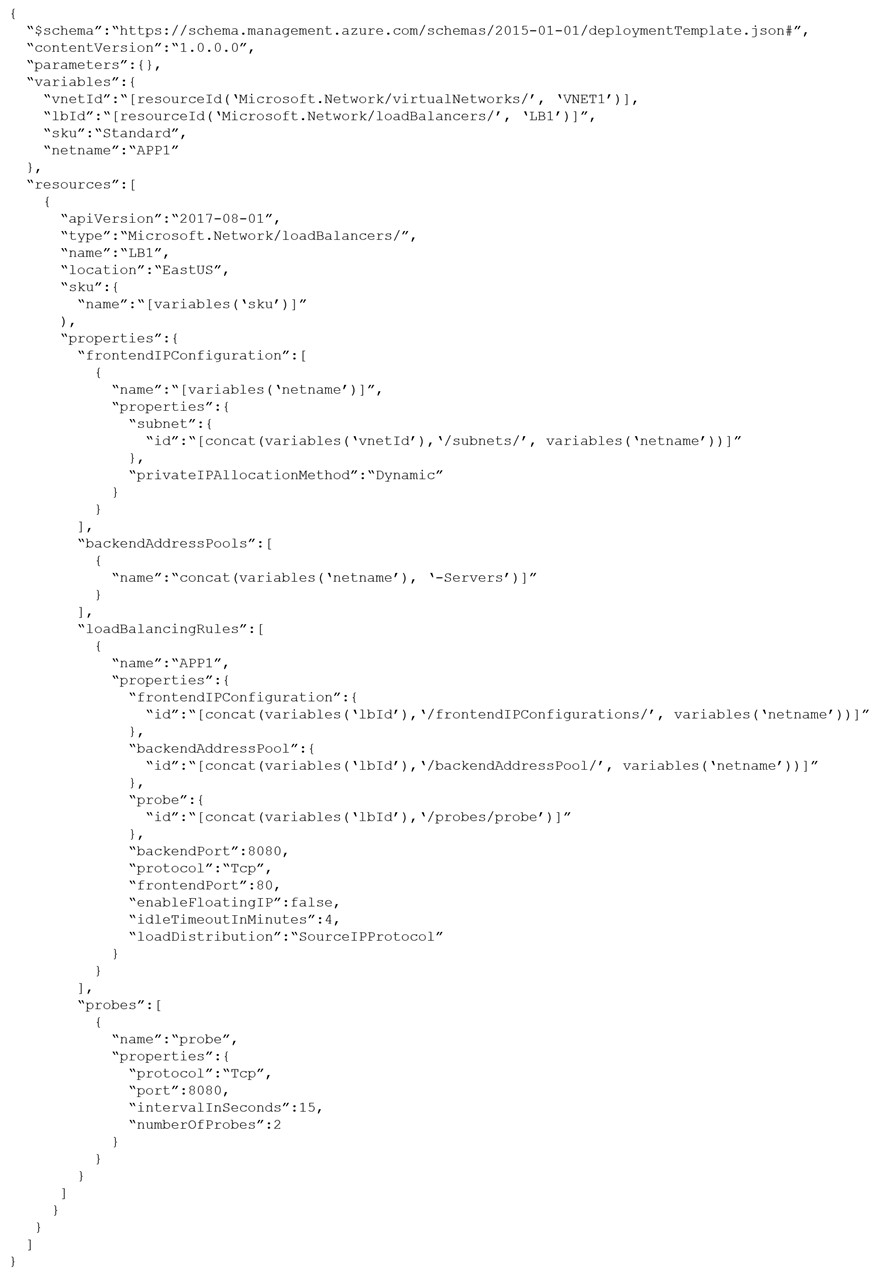 {
  “$schema”:“https://schema.management.azure.com/schemas/2015-01-01/deploymentTemplate.json#”,
  “contentVersion”:“1.0.0.0”,
  “parameters”:{},
  “variables”:{
    “vnetId”:“[resourceId(‘Microsoft.Network/virtualNetworks/’, ‘VNET1’)],
    “lbId”:“[resourceId(‘Microsoft.Network/loadBalancers/’, ‘LB1’)]”,
    “sku”:“Standard”,
    “netname”:“APP1”
  },
  “resources”:[
    {
      “apiVersion”:“2017-08-01”,
      “type”:“Microsoft.Network/loadBalancers/”,
      “name”:“LB1”,
      “location”:“EastUS”,
      “sku”:{
        “name”:“[variables(‘sku’)]”
      ),
      “properties”:{
        “frontendIPConfiguration”:[
          {
            “name”:“[variables(‘netname’)]”,
            “properties”:{
              “subnet”:{
                “id”:“[concat(variables(‘vnetId’),‘/subnets/’, variables(‘netname’))]”
              },
              “privateIPAllocationMethod”:“Dynamic”
            }
          }
        ],
        “backendAddressPools”:[
          {
            “name”:“concat(variables(‘netname’), ‘-Servers’)]”
          }
        ],
        “loadBalancingRules”:[
          {
            “name”:“APP1”,
            “properties”:{
              “frontendIPConfiguration”:{
                “id”:“[concat(variables(‘lbId’),‘/frontendIPConfigurations/’, variables(‘netname’))]”
              },
              “backendAddressPool”:{
                “id”:“[concat(variables(‘lbId’),‘/backendAddressPool/’, variables(‘netname’))]”
              },
              “probe”:{
                “id”:“[concat(variables(‘lbId’),‘/probes/probe’)]”
              },
              “backendPort”:8080,
              “protocol”:“Tcp”,
              “frontendPort”:80,
              “enableFloatingIP”:false,
              “idleTimeoutInMinutes”:4,
              “loadDistribution”:“SourceIPProtocol”
            }
          }
        ],
        “probes”:[
          {
            “name”:“probe”,
            “properties”:{
              “protocol”:“Tcp”,
              “port”:8080,
              “intervalInSeconds”:15,
              “numberOfProbes”:2
            }
          }
        }
      ]
     }
   }
  ]
}